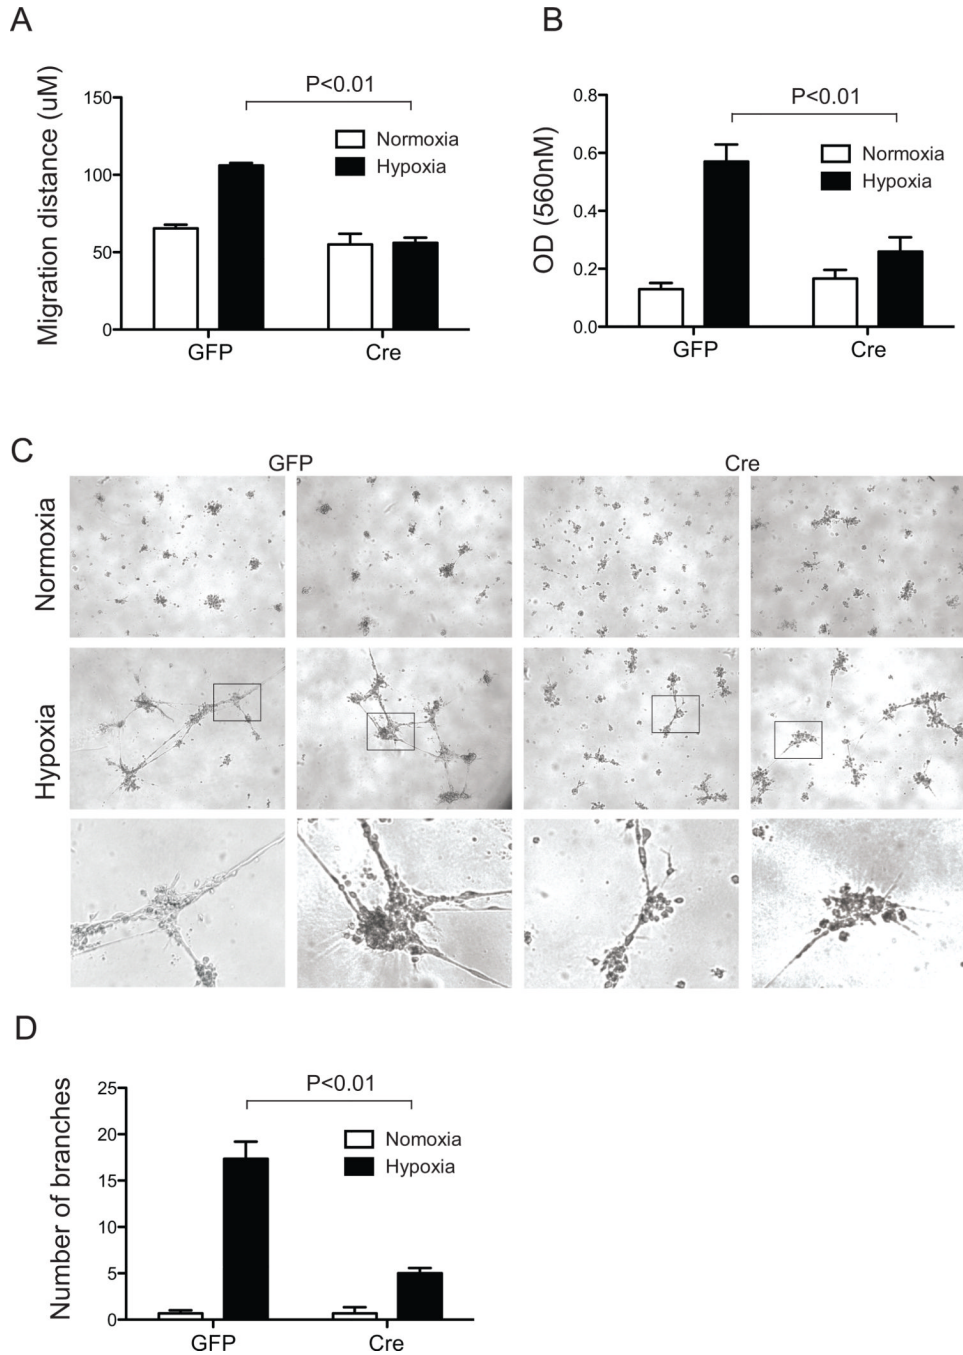 A
Migration distance (uM)
150
100
50
0
P<0.01
Normoxia
Hypoxia
GFP
Cre
B
OD (560nM)
0.8
0.6
0.4
0.2
0.0
P<0.01
Normoxia
Hypoxia
GFP
Cre
C
GFP
Cre
Normoxia
Hypoxia
D
Number of branches
25
20
15
10
5
0
P<0.01
Nomoxia
Hypoxia
GFP
Cre